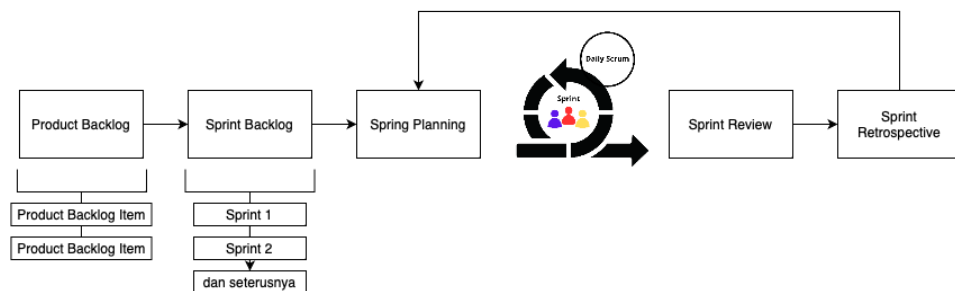 Daily Scrum
Sprint
Product Backlog
Sprint Backlog
Spring Planning
Sprint Review
Sprint
Retrospective
Product Backlog Item
Product Backlog Item
Sprint 1
Sprint 2
dan seterusnya